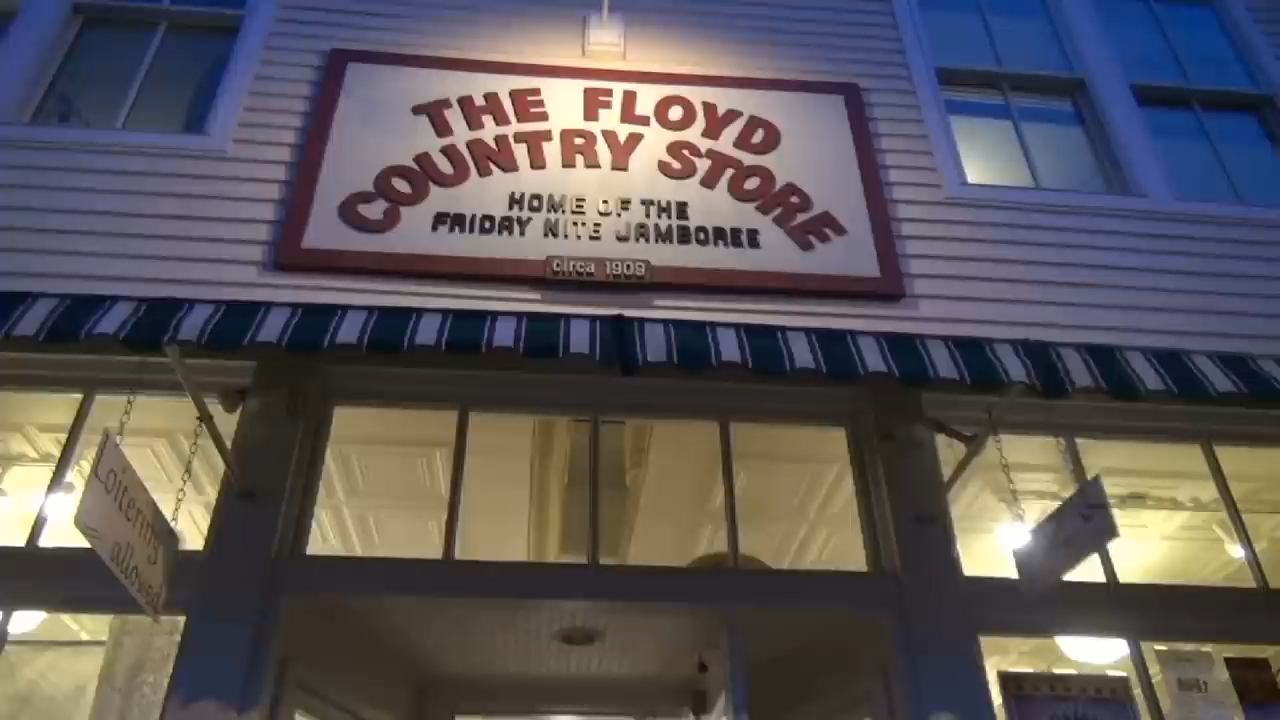 THE FLOYD
COUNTRY STORE
HOME OF THE
FRIDAY NITE JAMBOREE
circa 1909
Loitering
allowed